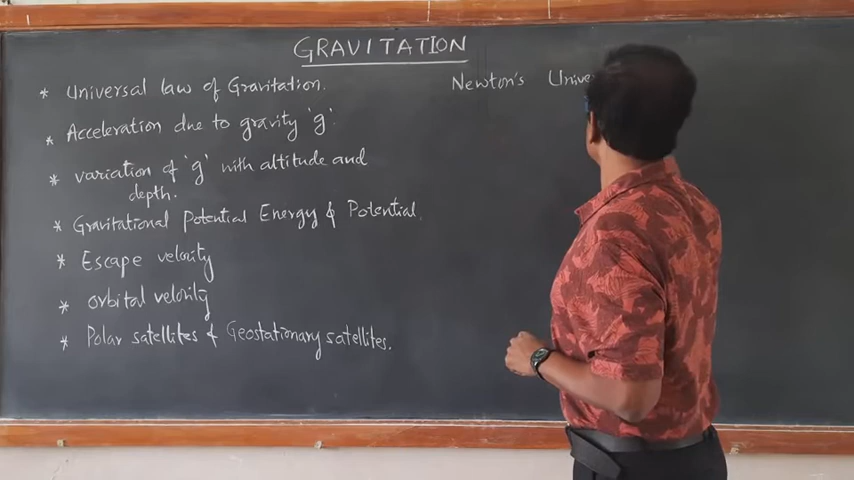 GRAVITATION
* Universal law of Gravitation.
* Acceleration due to gravity 'g'.
* variation of 'g' with altitude and
depth.
* Gravitational Potential Energy & Potential.
* Escape velocity
* orbital velocity
* Polar satellites & Geostationary satellites.
Newton's Unive